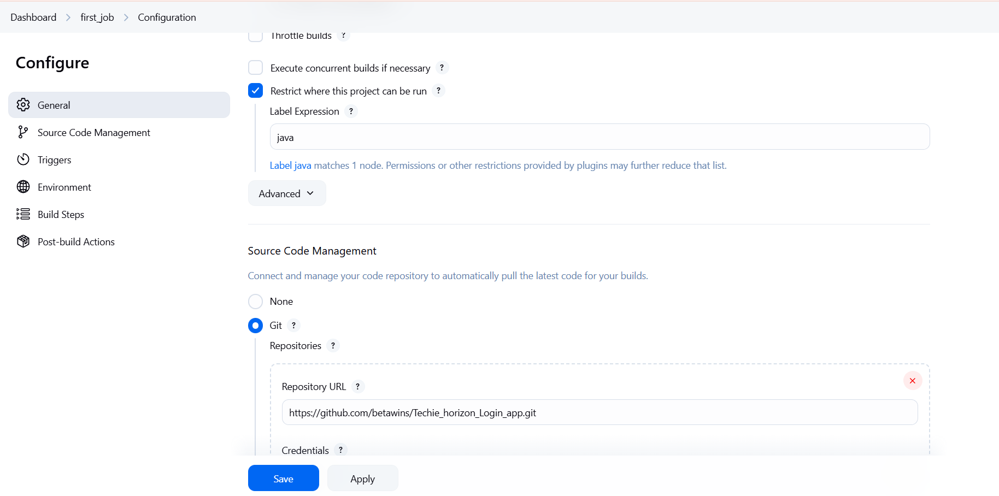 Dashboard > first_job > Configuration
Configure
General
Source Code Management
Triggers
Environment
Build Steps
Post-build Actions
Throttle builds ?
Execute concurrent builds if necessary ?
Restrict where this project can be run ?
Label Expression ?
java
Label java matches 1 node. Permissions or other restrictions provided by plugins may further reduce that list.
Advanced
Source Code Management
Connect and manage your code repository to automatically pull the latest code for your builds.
None
Git ?
Repositories ?
Repository URL ?
https://github.com/betawins/Techie_horizon_Login_app.git
Credentials ?
Save
Apply